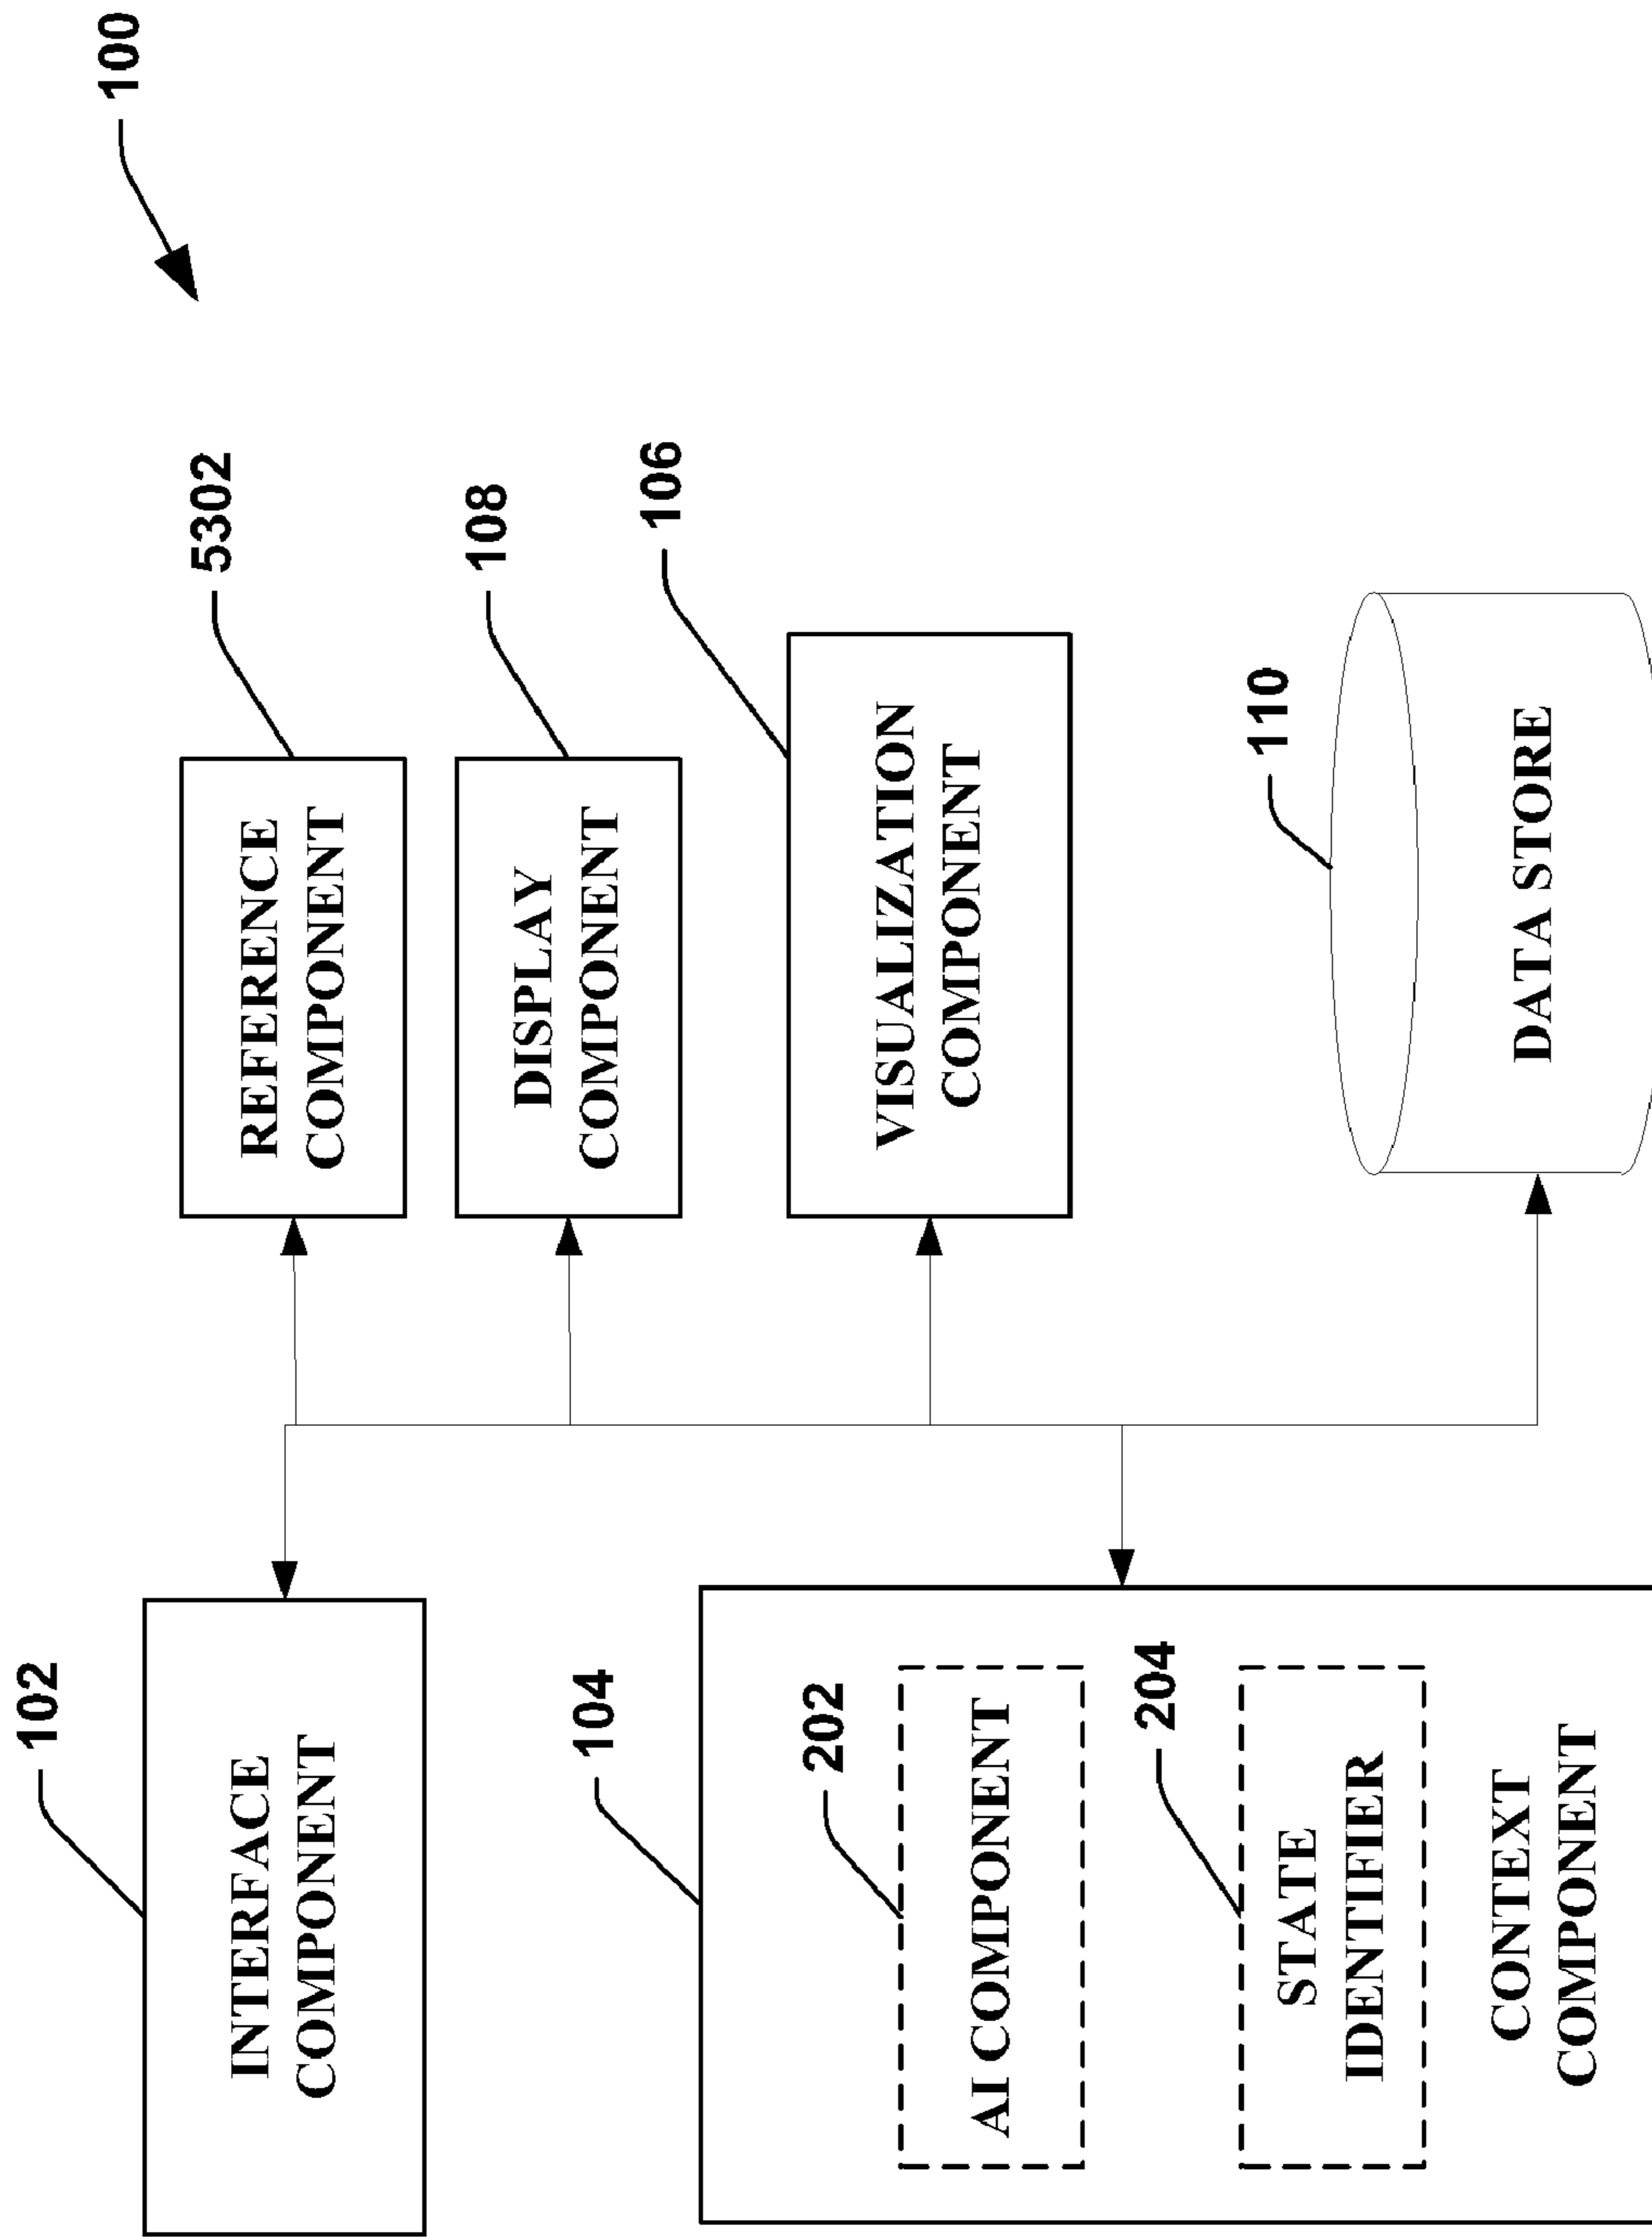 100
102
INTERFACE
COMPONENT
5302
REFERENCE
COMPONENT
108
DISPLAY
COMPONENT
104
202
AI COMPONENT
204
STATE
IDENTIFIER
CONTEXT
COMPONENT
106
VISUALIZATION
COMPONENT
110
DATA STORE